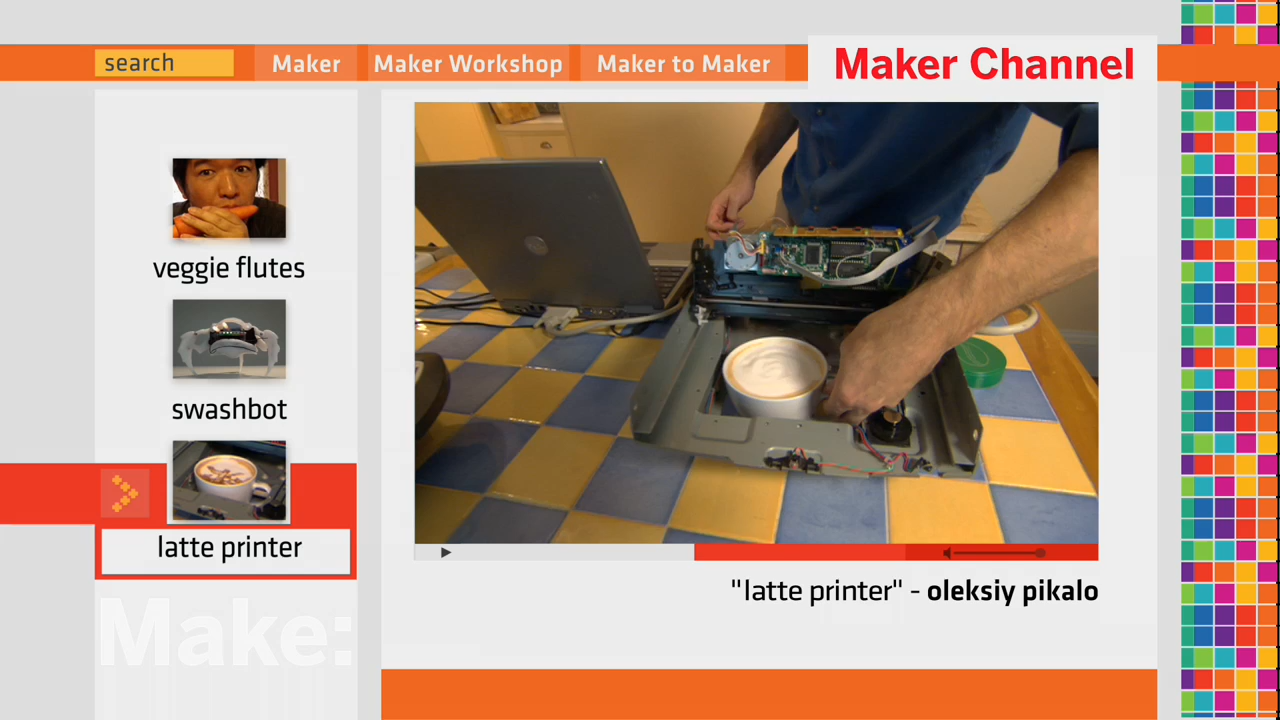 search
Maker
Maker Workshop
Maker to Maker
Maker Channel
veggie flutes
swashbot
latte printer
"latte printer" - oleksiy pikalo
Make: